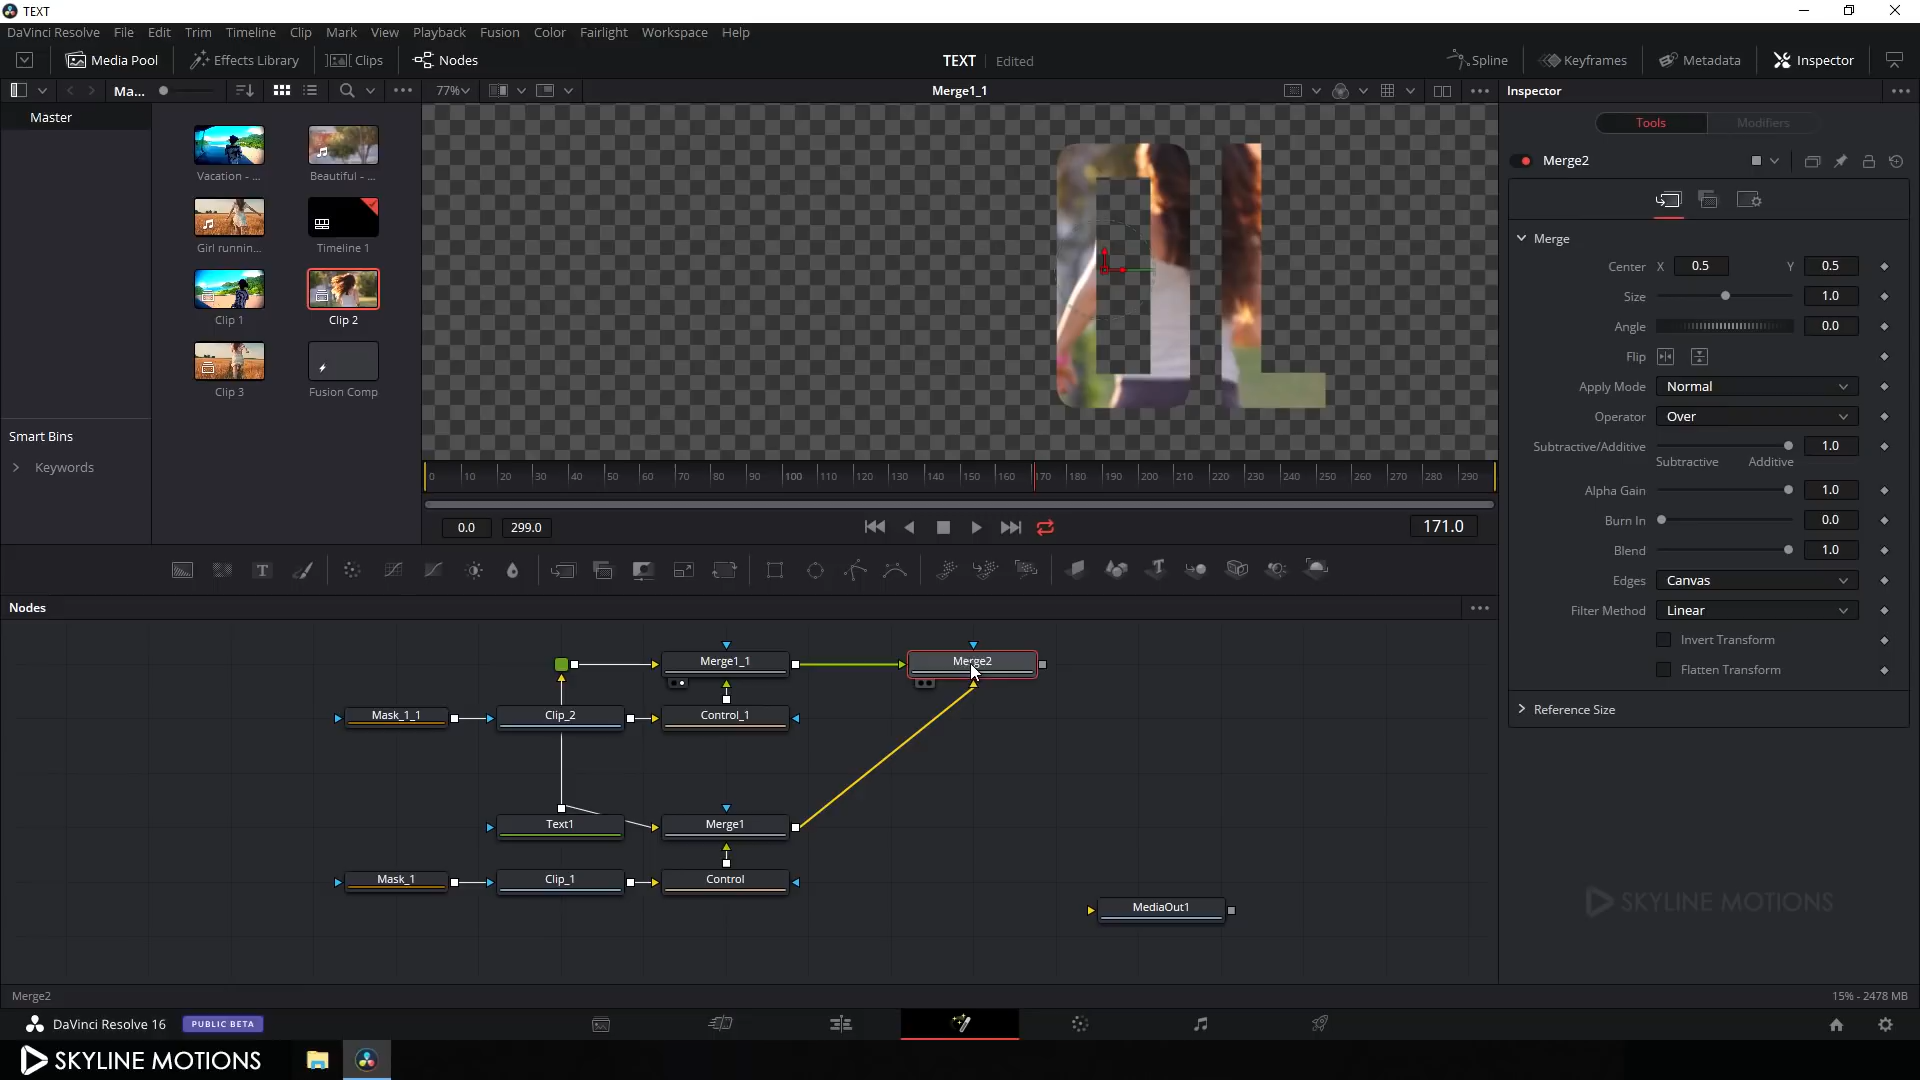 TEXT
DaVinci Resolve File Edit Trim Timeline Clip Mark View Playback Fusion Color Fairlight Workspace Help
Media Pool Effects Library Clips Nodes TEXT Edited Spline Keyframes Metadata Inspector
Ma... 77% Merge1_1 Inspector
Master
Tools Modifiers
Vacation - ... Beautiful - ...
Girl runnin... Timeline 1
Clip 1 Clip 2
Clip 3 Fusion Comp
Smart Bins
Keywords
OL
0 10 20 30 40 50 60 70 80 90 100 110 120 130 140 150 160 170 180 190 200 210 220 230 240 250 260 270 280 290
0.0 299.0 171.0
Merge2
Merge
Center X 0.5 Y 0.5
Size 1.0
Angle 0.0
Flip
Apply Mode Normal
Operator Over
Subtractive/Additive 1.0
Subtractive Additive
Alpha Gain 1.0
Burn In 0.0
Blend 1.0
Edges Canvas
Filter Method Linear
Invert Transform
Flatten Transform
Reference Size
Nodes
Merge1_1 Merge2
Mask_1_1 Clip_2 Control_1
Text1 Merge1
Mask_1 Clip_1 Control
MediaOut1
SKYLINE MOTIONS
Merge2 15% - 2478 MB
DaVinci Resolve 16 PUBLIC BETA
SKYLINE MOTIONS